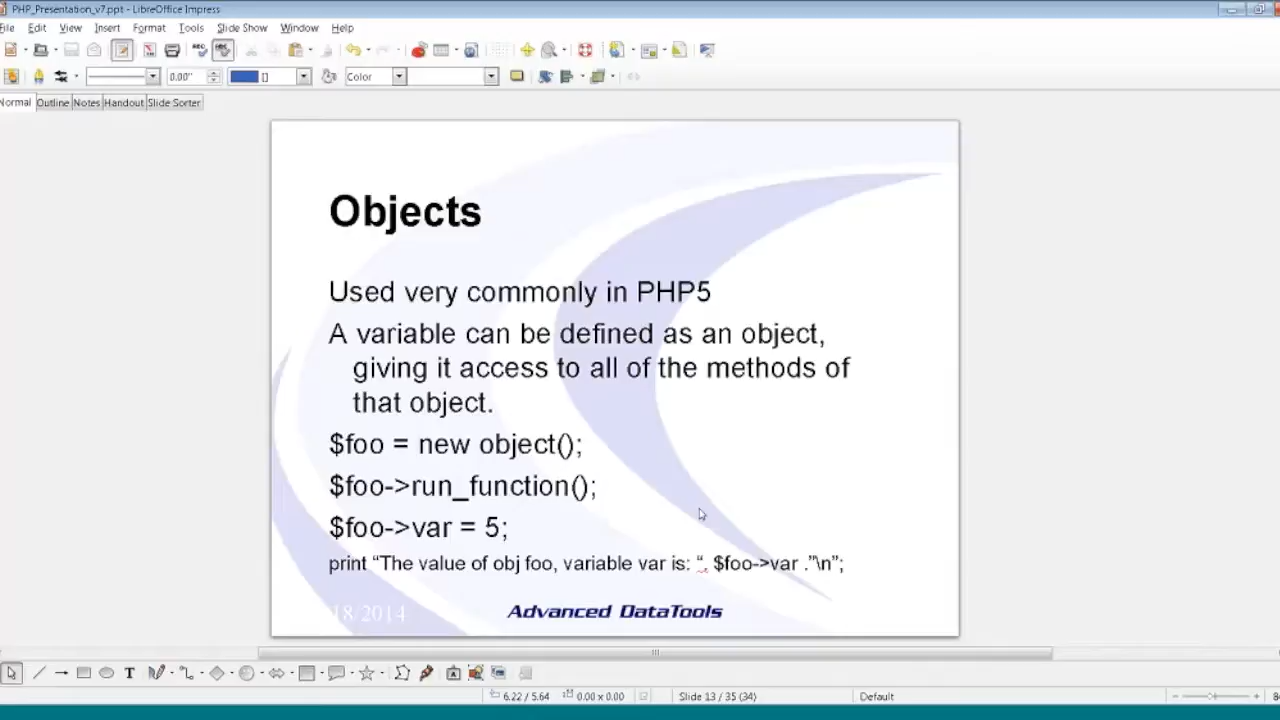 PHP_Presentation_v7.ppt - LibreOffice Impress
File Edit View Insert Format Tools Slide Show Window Help
0.00" [] Color
Normal Outline Notes Handout Slide Sorter
Objects
Used very commonly in PHP5
A variable can be defined as an object,
giving it access to all of the methods of
that object.
$foo = new object();
$foo->run_function();
$foo->var = 5;
print “The value of obj foo, variable var is: “. $foo->var .”\n”;
18/2014 Advanced DataTools
6.22 / 5.64 0.00 x 0.00 Slide 13 / 35 (34) Default